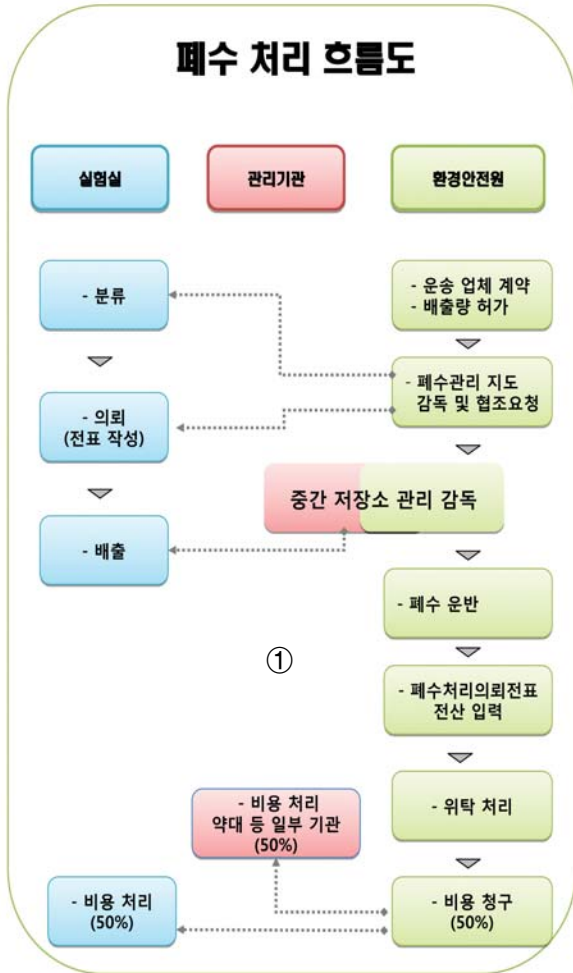 폐수 처리 흐름도
실험실
관리기관
환경안전원
- 분류
- 운송 업체 계약
- 배출량 허가
- 의뢰
(전표 작성)
- 폐수관리 지도
감독 및 협조요청
중간 저장소 관리 감독
- 배출
- 폐수 운반
①
- 폐수처리의뢰전표
전산 입력
- 비용 처리
약대 등 일부 기관
(50%)
- 위탁 처리
- 비용 처리
(50%)
- 비용 청구
(50%)